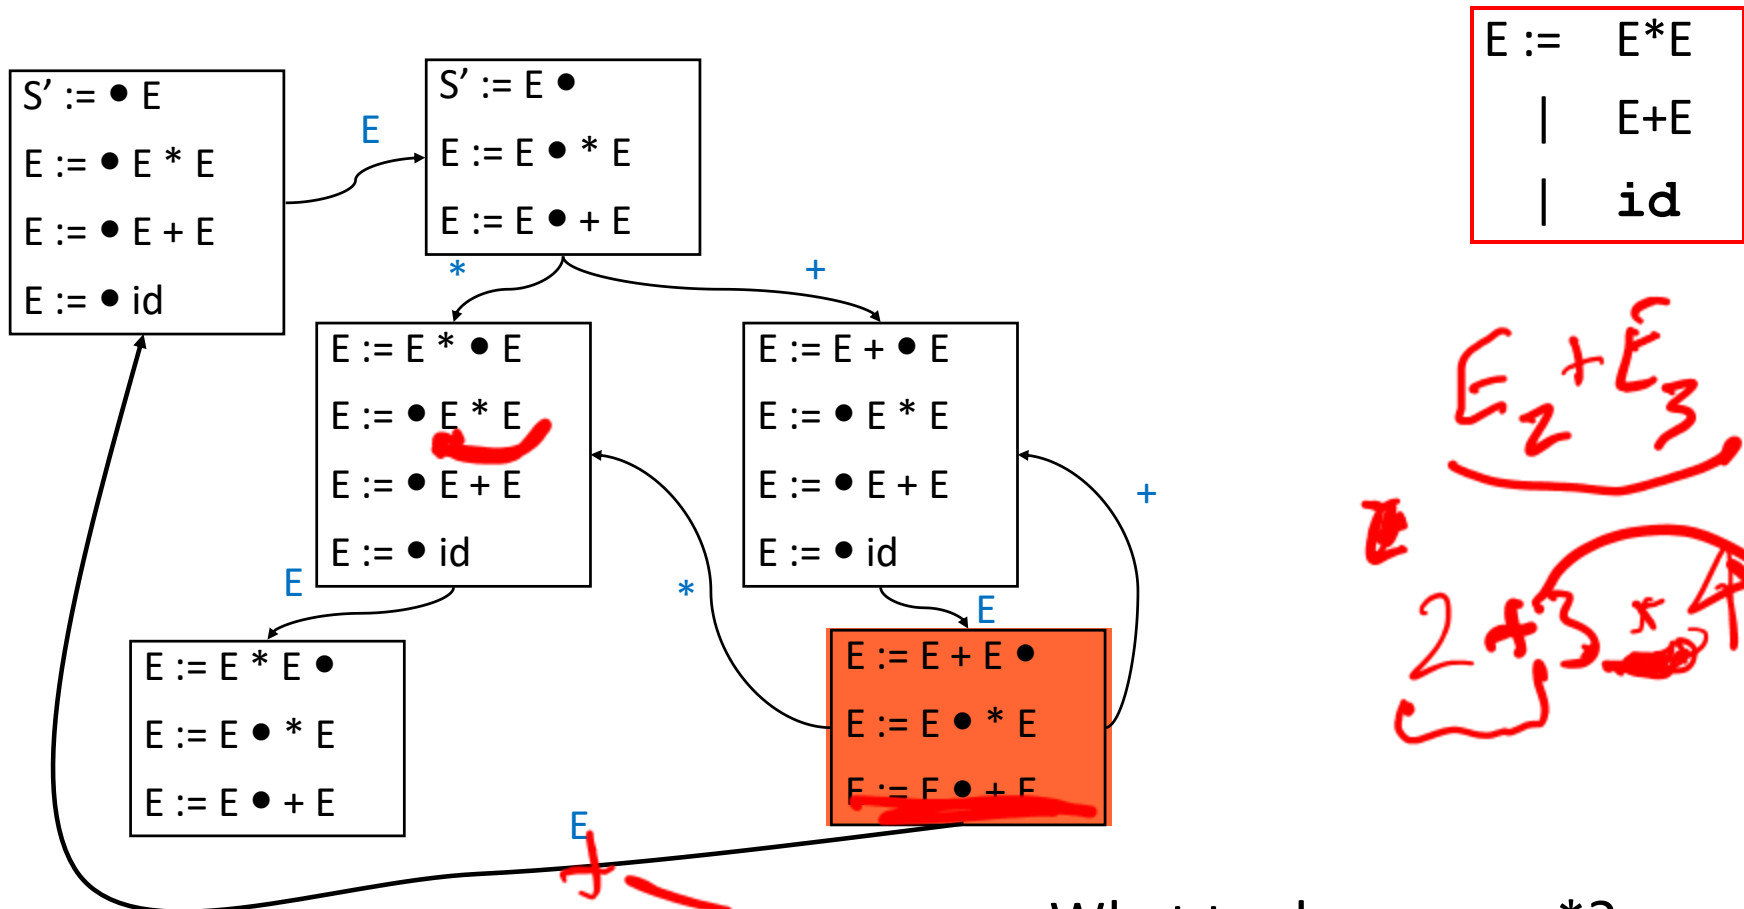 S’ := ● E
E := ● E * E
E := ● E + E
E := ● id
E
S’ := E ●
E := E ● * E
E := E ● + E
E := E*E
| E+E
| id
*
+
E := E * ● E
E := ● E * E
E := ● E + E
E := ● id
E := E + ● E
E := ● E * E
E := ● E + E
E := ● id
E₂ + E₃
+
E
*
E
2 + 3 * 4
E := E * E ●
E := E ● * E
E := E ● + E
E := E + E ●
E := E ● * E
E := E ● + E
E
+